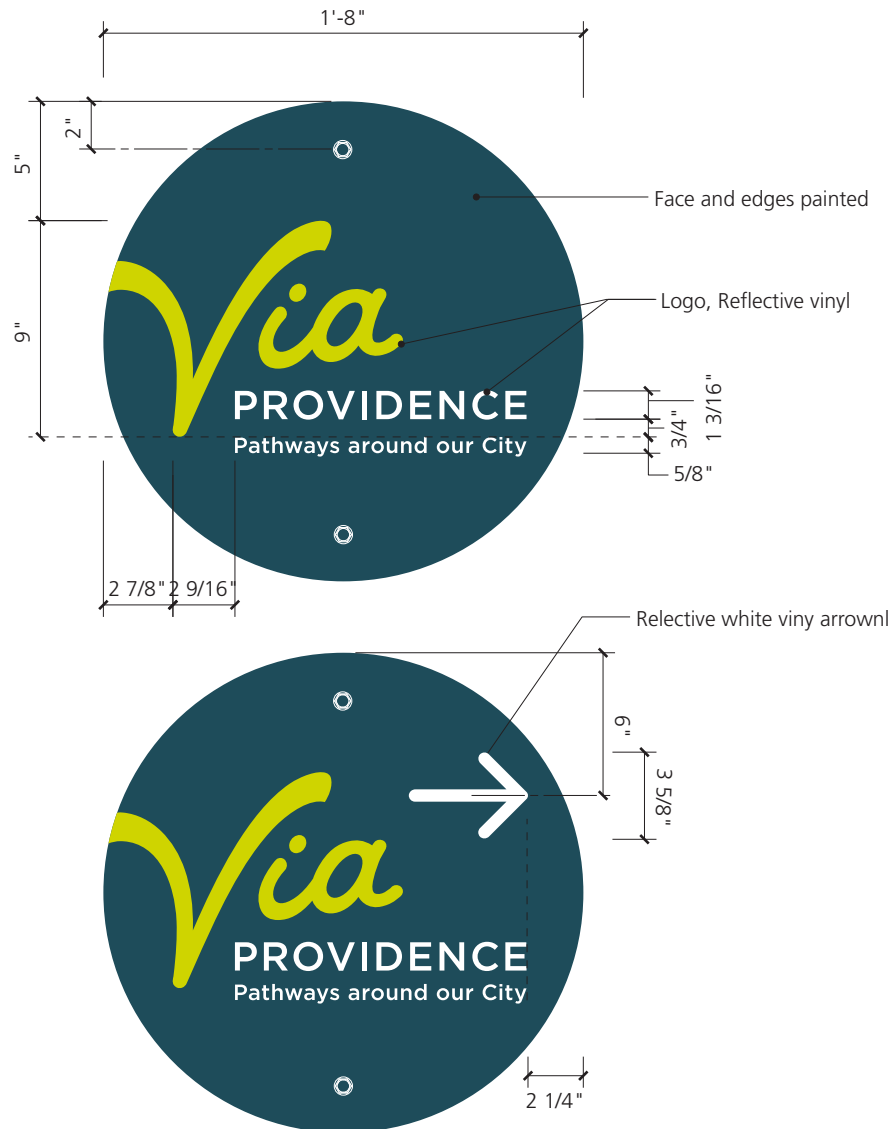 1'-8"
2"
5"
Face and edges painted
Via
Logo, Reflective vinyl
9"
PROVIDENCE
1 3/16"
3/4"
Pathways around our City
5/8"
2 7/8" 2 9/16"
Relective white viny arrownl
6"
3 5/8"
Via
PROVIDENCE
Pathways around our City
2 1/4"